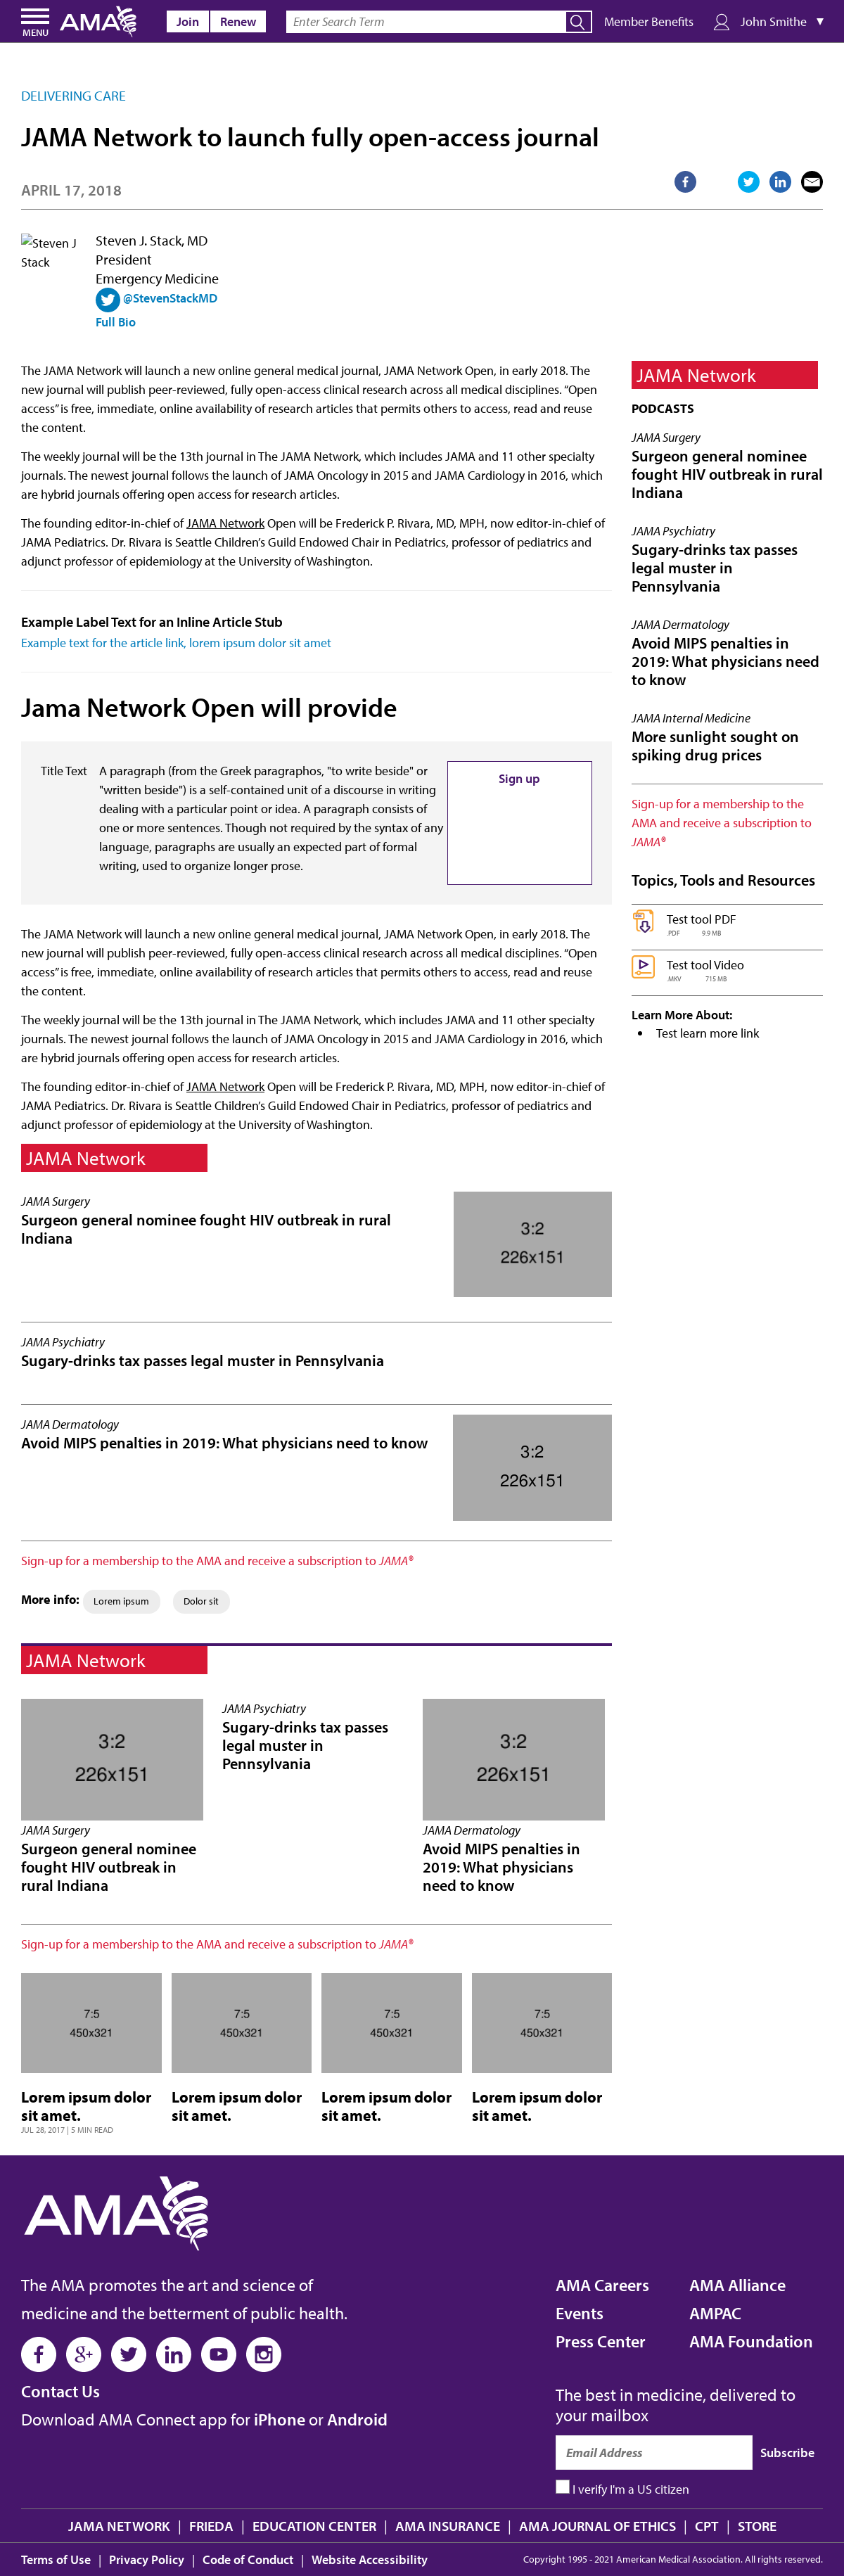 MENU
AMA
Join
Renew
Enter Search Term
Member Benefits
John Smithe ▼
DELIVERING CARE
JAMA Network to launch fully open-access journal
APRIL 17, 2018
Steven J Stack
Steven J. Stack, MD
President
Emergency Medicine
@StevenStackMD
Full Bio
The JAMA Network will launch a new online general medical journal, JAMA Network Open, in early 2018. The
new journal will publish peer-reviewed, fully open-access clinical research across all medical disciplines. “Open
access” is free, immediate, online availability of research articles that permits others to access, read and reuse
the content.
The weekly journal will be the 13th journal in The JAMA Network, which includes JAMA and 11 other specialty
journals. The newest journal follows the launch of JAMA Oncology in 2015 and JAMA Cardiology in 2016, which
are hybrid journals offering open access for research articles.
The founding editor-in-chief of JAMA Network Open will be Frederick P. Rivara, MD, MPH, now editor-in-chief of
JAMA Pediatrics. Dr. Rivara is Seattle Children’s Guild Endowed Chair in Pediatrics, professor of pediatrics and
adjunct professor of epidemiology at the University of Washington.
Example Label Text for an Inline Article Stub
Example text for the article link, lorem ipsum dolor sit amet
Jama Network Open will provide
Title Text
A paragraph (from the Greek paragraphos, "to write beside" or
"written beside") is a self-contained unit of a discourse in writing
dealing with a particular point or idea. A paragraph consists of
one or more sentences. Though not required by the syntax of any
language, paragraphs are usually an expected part of formal
writing, used to organize longer prose.
Sign up
The JAMA Network will launch a new online general medical journal, JAMA Network Open, in early 2018. The
new journal will publish peer-reviewed, fully open-access clinical research across all medical disciplines. “Open
access” is free, immediate, online availability of research articles that permits others to access, read and reuse
the content.
The weekly journal will be the 13th journal in The JAMA Network, which includes JAMA and 11 other specialty
journals. The newest journal follows the launch of JAMA Oncology in 2015 and JAMA Cardiology in 2016, which
are hybrid journals offering open access for research articles.
The founding editor-in-chief of JAMA Network Open will be Frederick P. Rivara, MD, MPH, now editor-in-chief of
JAMA Pediatrics. Dr. Rivara is Seattle Children’s Guild Endowed Chair in Pediatrics, professor of pediatrics and
adjunct professor of epidemiology at the University of Washington.
JAMA Network
JAMA Surgery
Surgeon general nominee fought HIV outbreak in rural
Indiana
3:2
226x151
JAMA Psychiatry
Sugary-drinks tax passes legal muster in Pennsylvania
JAMA Dermatology
Avoid MIPS penalties in 2019: What physicians need to know
3:2
226x151
Sign-up for a membership to the AMA and receive a subscription to JAMA®
More info:
Lorem ipsum
Dolor sit
JAMA Network
3:2
226x151
JAMA Surgery
Surgeon general nominee
fought HIV outbreak in
rural Indiana
JAMA Psychiatry
Sugary-drinks tax passes
legal muster in
Pennsylvania
3:2
226x151
JAMA Dermatology
Avoid MIPS penalties in
2019: What physicians
need to know
Sign-up for a membership to the AMA and receive a subscription to JAMA®
7:5
450x321
Lorem ipsum dolor
sit amet.
JUL 28, 2017 | 5 MIN READ
7:5
450x321
Lorem ipsum dolor
sit amet.
7:5
450x321
Lorem ipsum dolor
sit amet.
7:5
450x321
Lorem ipsum dolor
sit amet.
JAMA Network
PODCASTS
JAMA Surgery
Surgeon general nominee
fought HIV outbreak in rural
Indiana
JAMA Psychiatry
Sugary-drinks tax passes
legal muster in
Pennsylvania
JAMA Dermatology
Avoid MIPS penalties in
2019: What physicians need
to know
JAMA Internal Medicine
More sunlight sought on
spiking drug prices
Sign-up for a membership to the
AMA and receive a subscription to
JAMA®
Topics, Tools and Resources
Test tool PDF
.PDF 9.9 MB
Test tool Video
.MKV 715 MB
Learn More About:
• Test learn more link
AMA
The AMA promotes the art and science of
medicine and the betterment of public health.
Contact Us
Download AMA Connect app for iPhone or Android
AMA Careers
Events
Press Center
AMA Alliance
AMPAC
AMA Foundation
The best in medicine, delivered to
your mailbox
Email Address
Subscribe
I verify I'm a US citizen
JAMA NETWORK | FRIEDA | EDUCATION CENTER | AMA INSURANCE | AMA JOURNAL OF ETHICS | CPT | STORE
Terms of Use | Privacy Policy | Code of Conduct | Website Accessibility
Copyright 1995 - 2021 American Medical Association. All rights reserved.